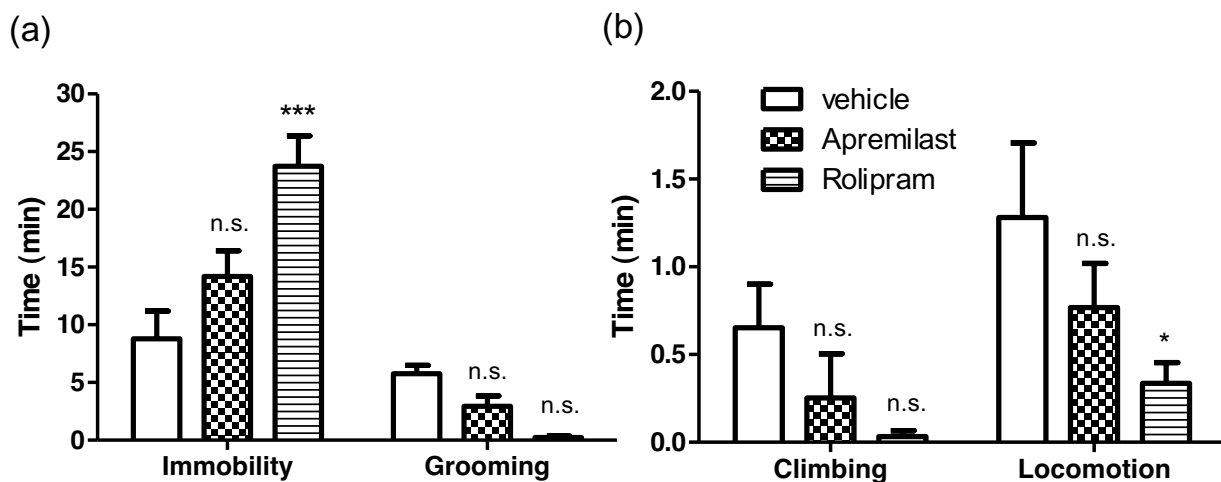 (a)
Time (min)
30
25
20
15
10
5
0
n.s.
***
n.s.
n.s.
Immobility
Grooming
(b)
Time (min)
2.0
1.5
1.0
0.5
0.0
vehicle
Apremilast
Rolipram
n.s.
n.s.
n.s.
*
Climbing
Locomotion